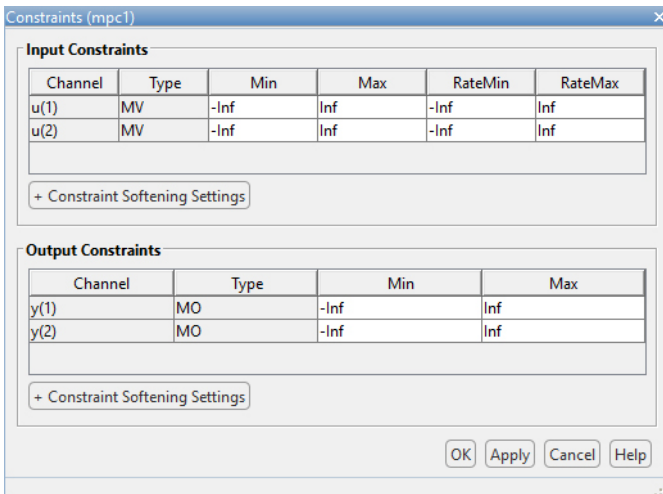 Constraints (mpc1)
Input Constraints
Channel Type Min Max RateMin RateMax
u(1) MV -Inf Inf -Inf Inf
u(2) MV -Inf Inf -Inf Inf
+ Constraint Softening Settings
Output Constraints
Channel Type Min Max
y(1) MO -Inf Inf
y(2) MO -Inf Inf
+ Constraint Softening Settings
OK Apply Cancel Help